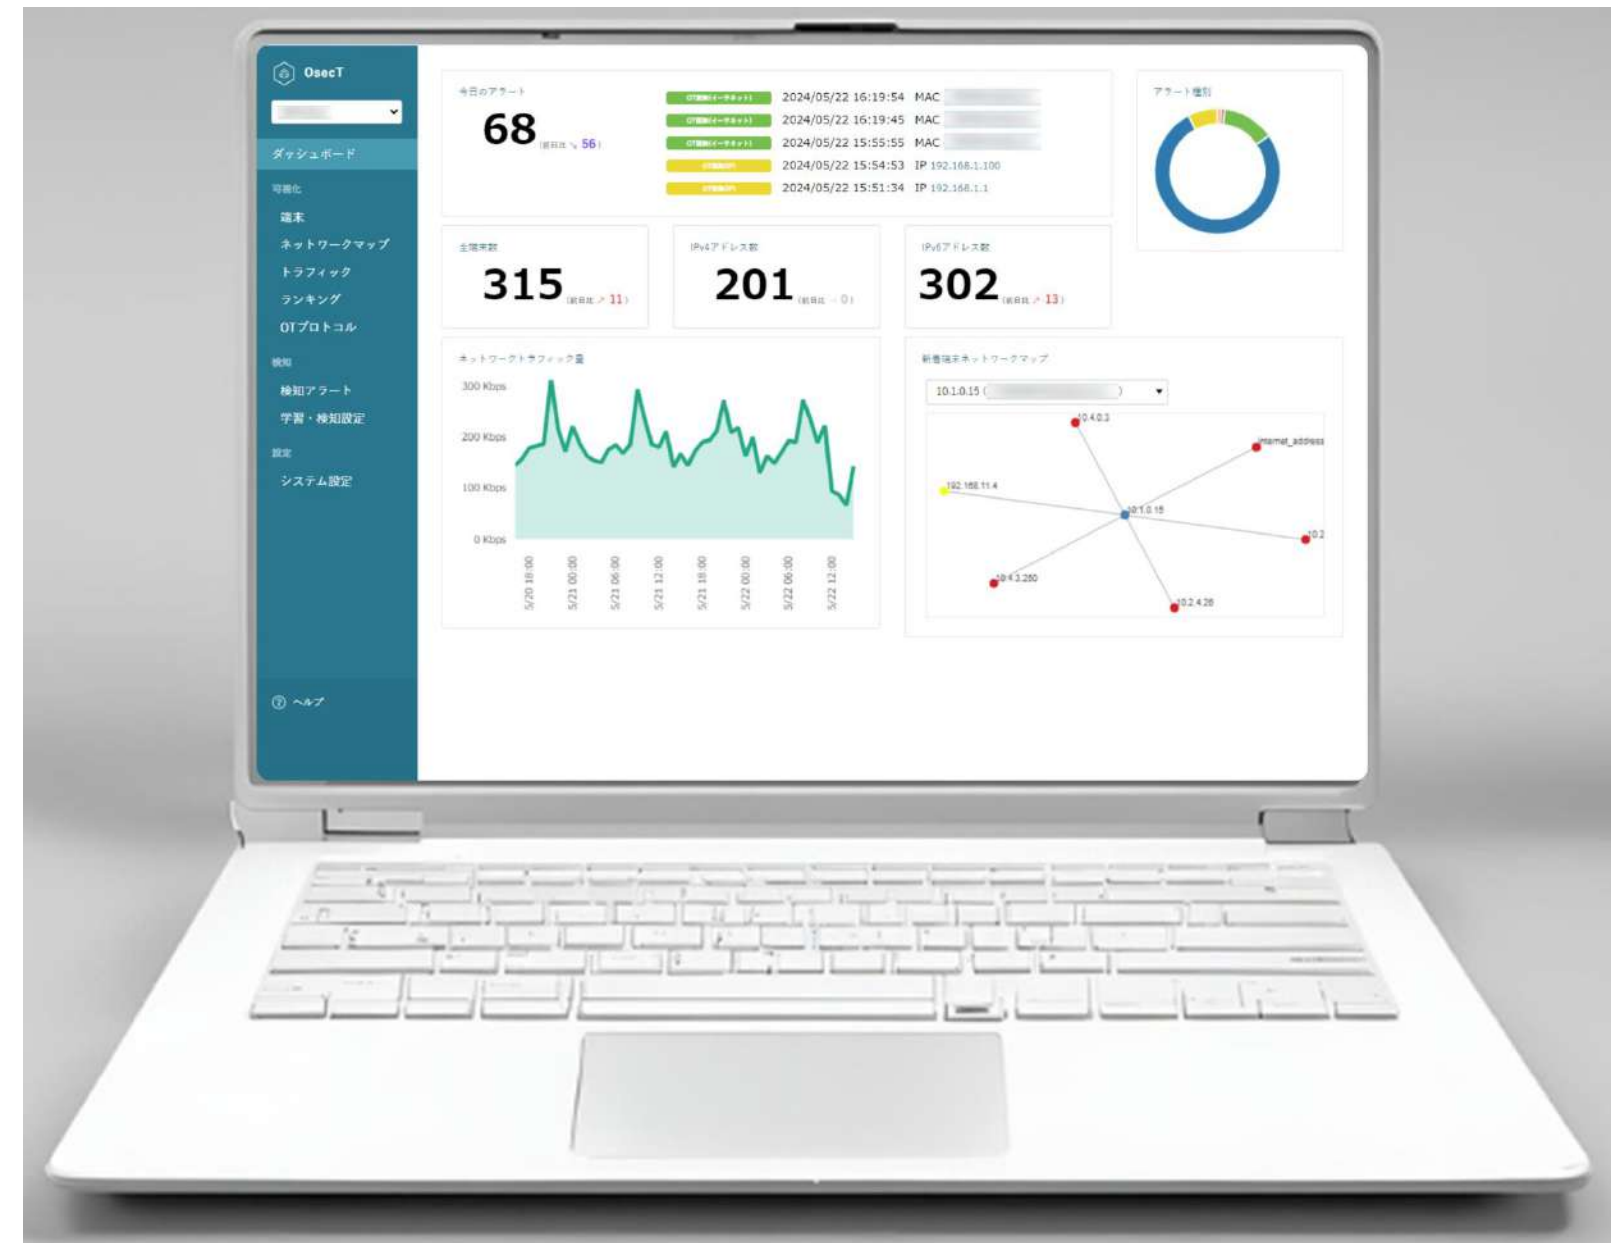 OsecT
ダッシュボード
可視化
端末
ネットワークマップ
トラフィック
ランキング
OTプロトコル
検知
検知アラート
学習・検知設定
設定
システム設定
ヘルプ
今日のアラート
68 (前日比 ↘ 56)
2024/05/22 16:19:54 MAC
2024/05/22 16:19:45 MAC
2024/05/22 15:55:55 MAC
2024/05/22 15:54:53 IP 192.168.1.100
2024/05/22 15:51:34 IP 192.168.1.1
アラート種別
全端末数
315 (前日比 ↗ 11)
IPv4アドレス数
201 (前日比 → 0)
IPv6アドレス数
302 (前日比 ↗ 13)
ネットワークトラフィック量
300 Kbps
200 Kbps
100 Kbps
0 Kbps
5/20 18:00
5/21 00:00
5/21 06:00
5/21 12:00
5/21 18:00
5/22 00:00
5/22 06:00
5/22 12:00
新着端末ネットワークマップ
10.1.0.15 ( )
10.4.0.3
internet_address
192.168.11.4
10.1.0.15
10.2
10.4.3.250
10.2.4.26